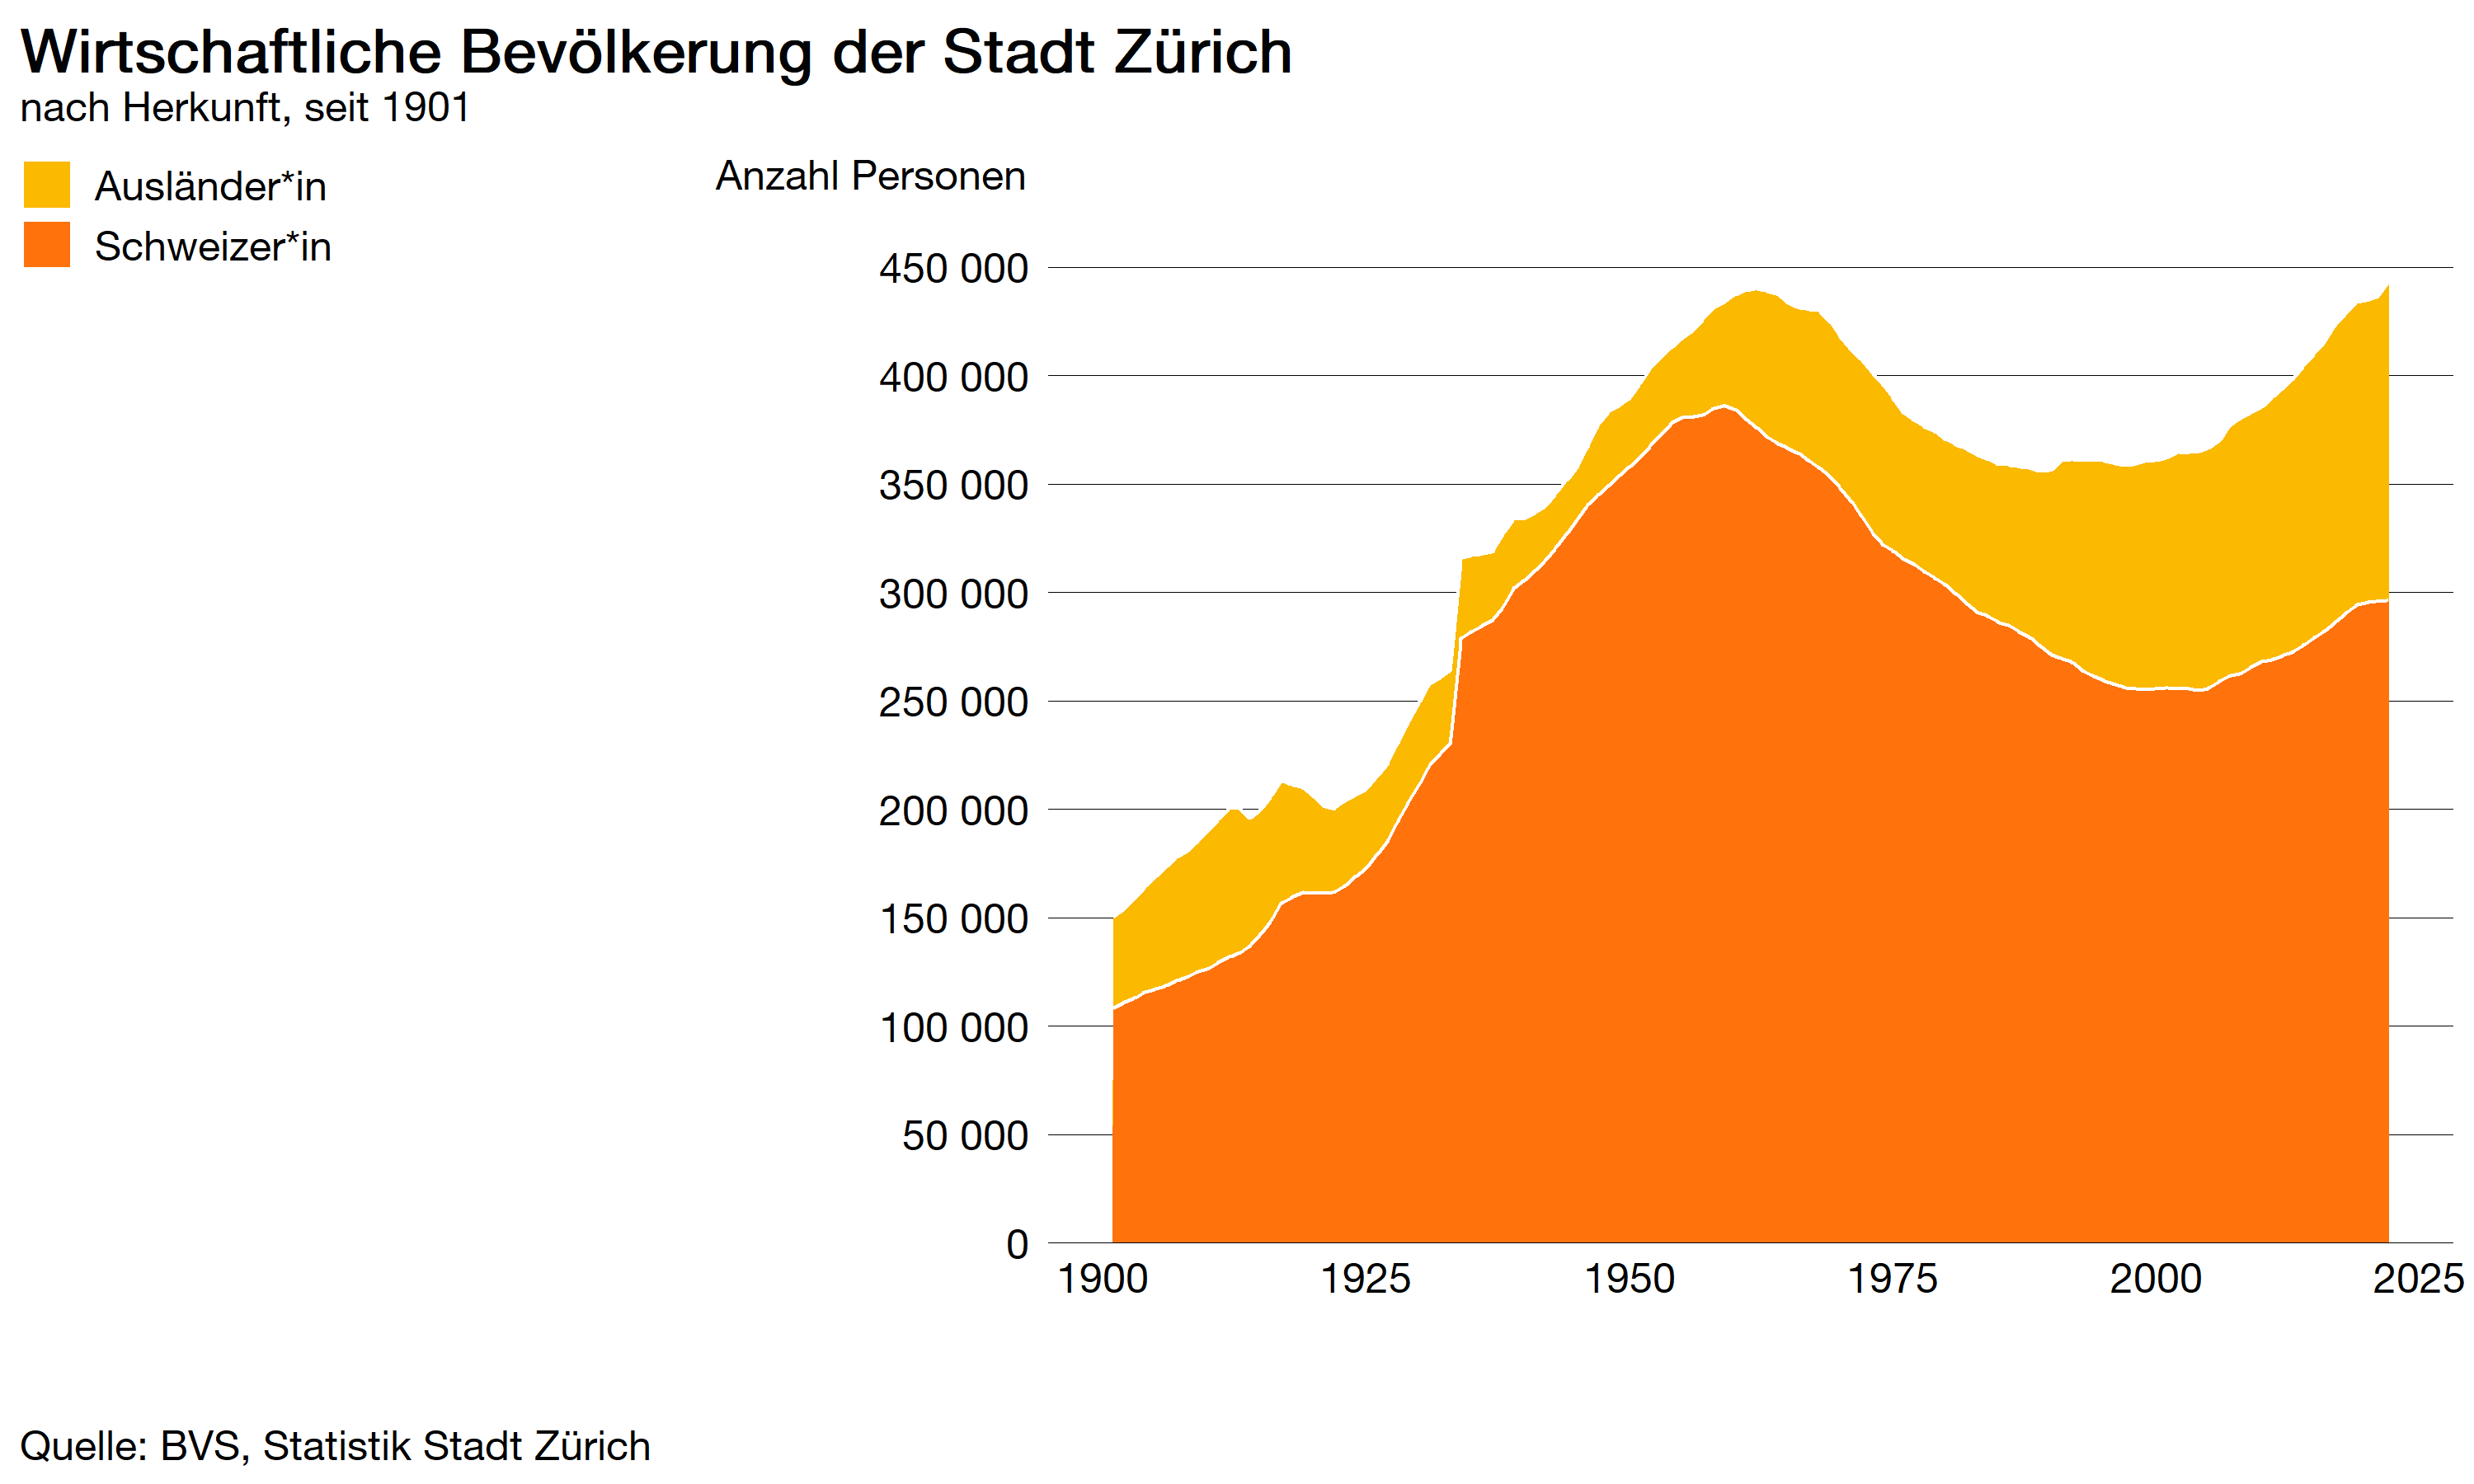 Wirtschaftliche Bevölkerung der Stadt Zürich
nach Herkunft, seit 1901
Ausländer*in
Schweizer*in
Anzahl Personen
450 000
400 000
350 000
300 000
250 000
200 000
150 000
100 000
50 000
0
1900 1925 1950 1975 2000 2025
Quelle: BVS, Statistik Stadt Zürich